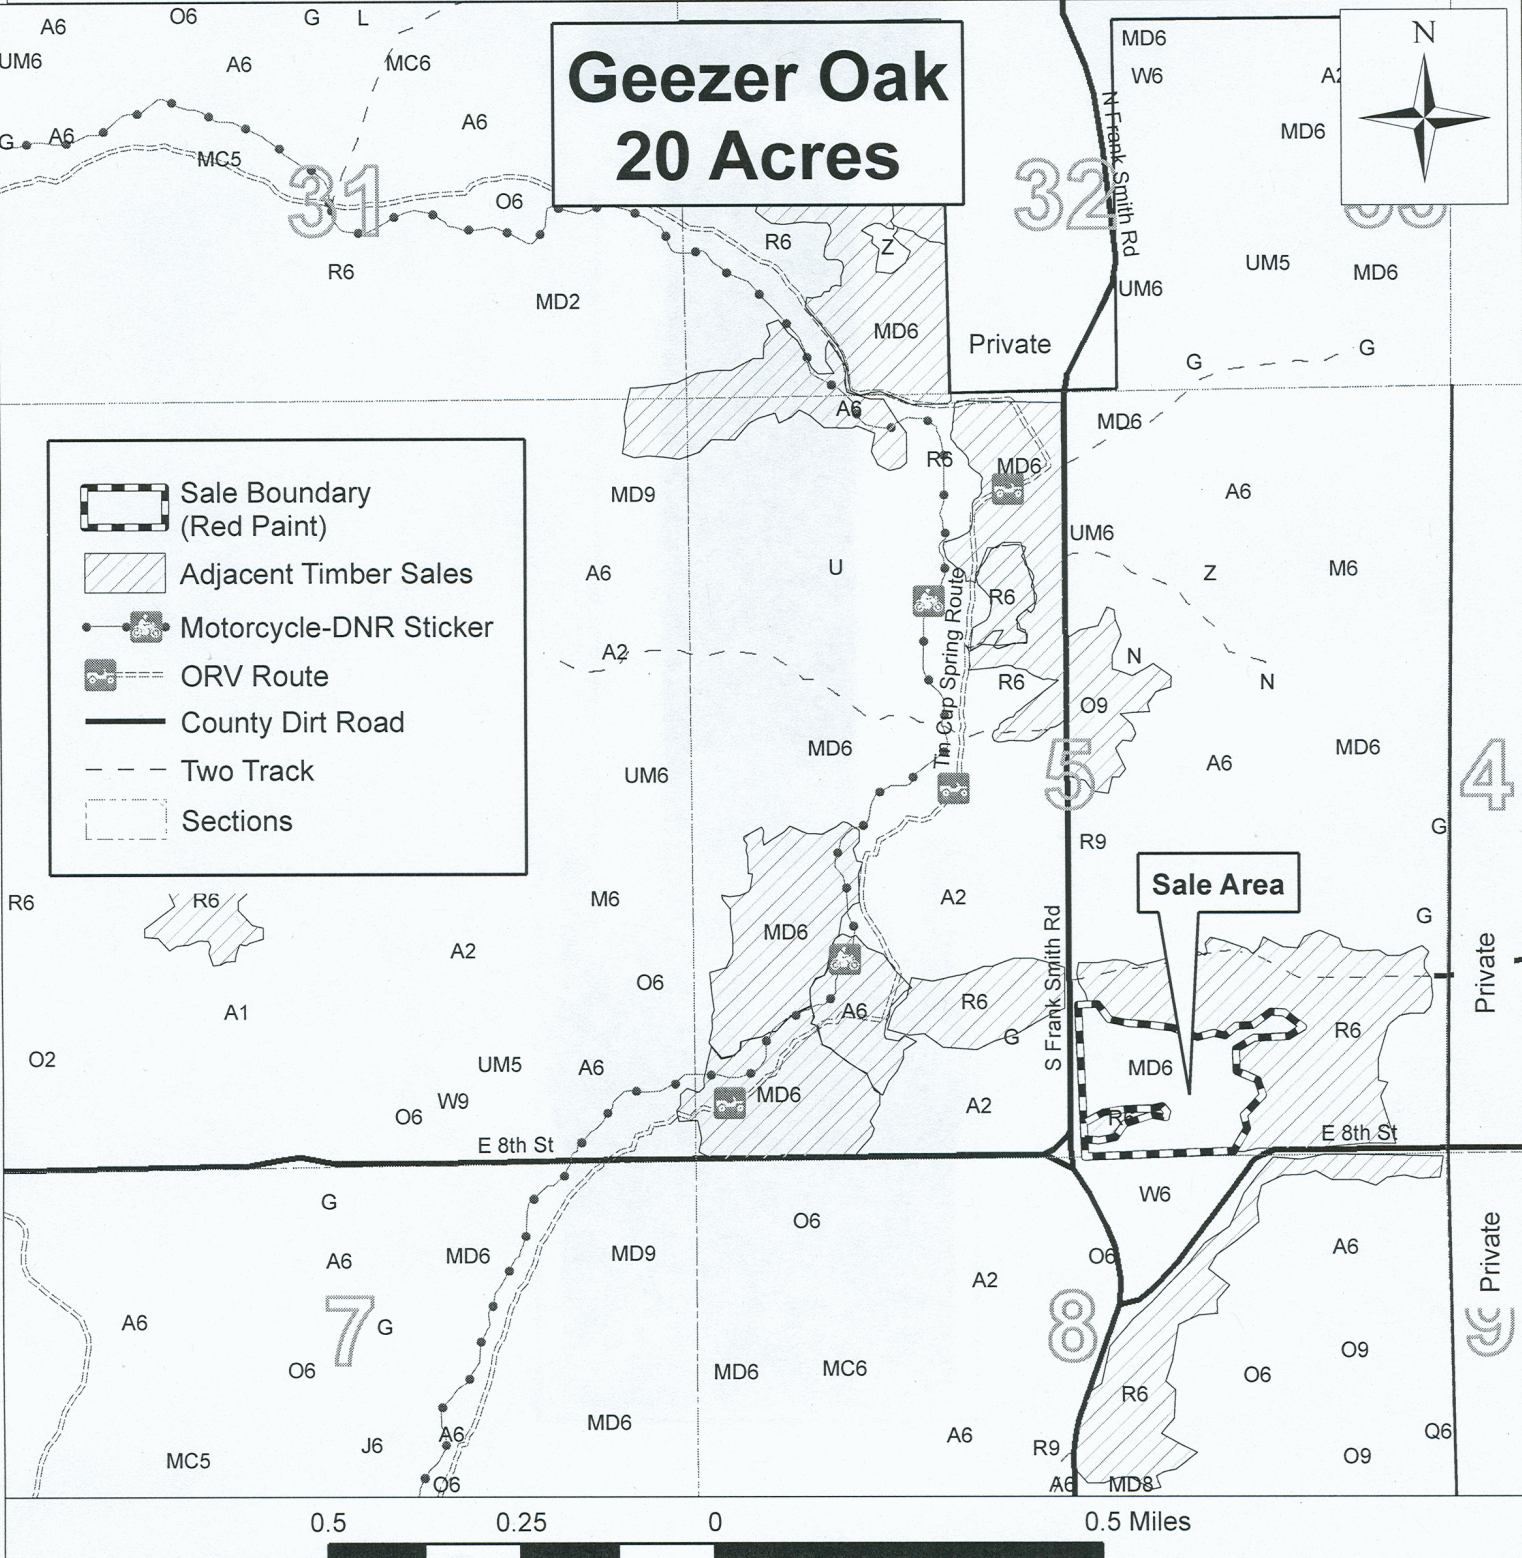 A6
O6
G
L
UM6
A6
MC6
MD6
W6
A2
N
Geezer Oak
20 Acres
G
A6
MC5
A6
MD6
31
O6
32
N Frank Smith Rd
R6
R6
Z
MD2
UM5
MD6
UM6
MD6
Private
G
G
A6
MD6
MD9
R6
MD6
A6
Sale Boundary
(Red Paint)
Adjacent Timber Sales
Motorcycle-DNR Sticker
ORV Route
County Dirt Road
Two Track
Sections
UM6
A6
U
R6
Z
M6
Tin Cup Spring Route
A2
R6
N
N
O9
MD6
UM6
5
A6
MD6
4
G
R9
Sale Area
R6
R6
M6
A2
G
MD6
A2
S Frank Smith Rd
Private
O6
A1
A6
R6
G
R6
O2
UM5
A6
MD6
W9
O6
MD6
A2
R6
E 8th St
E 8th St
W6
G
O6
A6
MD6
MD9
O6
A6
Private
A2
7
A6
G
8
9
O6
MD6
MC6
O9
O6
R6
MD6
J6
A6
A6
R9
Q6
MC5
O6
A6
MD8
O9
0.5
0.25
0
0.5 Miles